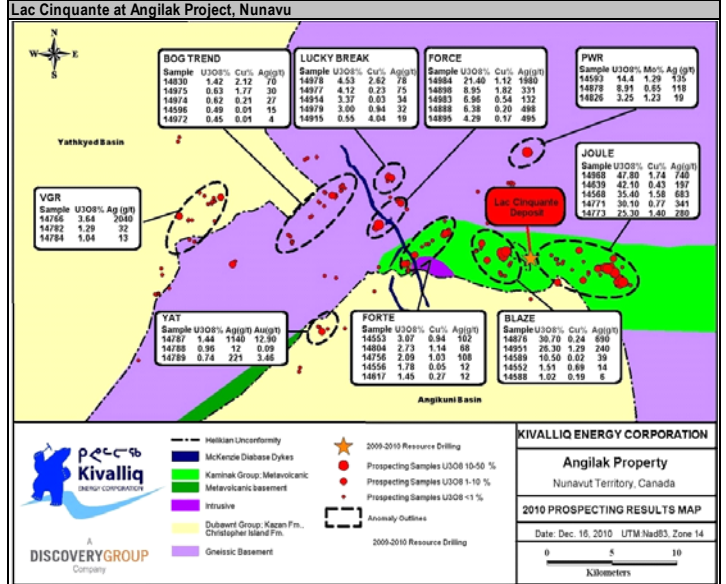 Lac Cinquante at Angilak Project, Nunavu
N
W E
S
BOG TREND
Sample U3O8% Cu% Ag(g/t)
14830 1.42 2.12 70
14975 0.63 1.77 30
14974 0.62 0.21 27
14596 0.49 0.01 15
14972 0.45 0.01 4
LUCKY BREAK
Sample U3O8% Cu% Ag(g/t)
14978 4.53 2.62 78
14977 4.12 0.23 75
14914 3.37 0.03 34
14979 3.00 0.94 32
14915 0.55 4.04 19
FORCE
Sample U3O8% Cu% Ag(g/t)
14984 21.40 1.12 1980
14898 8.95 1.82 331
14983 6.96 0.54 132
14888 6.38 0.20 498
14895 4.29 0.17 495
PWR
Sample U3O8% Mo% Ag (g/t)
14593 14.4 1.29 135
14878 8.91 0.65 118
14826 3.25 1.23 19
Yathkyed Basin
JOULE
Sample U3O8% Cu% Ag(g/t)
14968 47.80 1.74 740
14639 42.10 0.43 197
14568 35.40 1.58 683
14771 30.10 0.77 341
14773 25.30 1.40 280
VGR
Sample U3O8% Ag (g/t)
14766 3.64 2040
14782 1.29 32
14784 1.04 13
Lac Cinquante
Deposit
YAT
Sample U3O8% Ag(g/t) Au(g/t)
14787 1.44 1140 12.90
14788 0.96 12 0.09
14789 0.74 221 3.46
FORTE
Sample U3O8% Cu% Ag(g/t)
14553 3.07 0.94 102
14804 2.73 1.14 68
14756 2.09 1.03 108
14556 1.78 0.05 12
14617 1.45 0.27 12
BLAZE
Sample U3O8% Cu% Ag(g/t)
14876 30.70 0.24 690
14951 26.30 1.29 240
14589 10.50 0.02 39
14552 1.51 0.69 14
14588 1.02 0.19 6
Angikuni Basin
Kivalliq
ENERGY CORPORATION
A
DISCOVERYGROUP
Company
Helikian Unconformity
McKenzie Diabase Dykes
Kaminak Group; Metavolcanic
Metavolcanic basement
Intrusive
Dubawnt Group; Kazan Fm.,
Christopher Island Fm.
Gneissic Basement
2009-2010 Resource Drilling
Prospecting Samples U3O8 10-50 %
Prospecting Samples U3O8 1-10 %
Prospecting Samples U3O8 <1 %
Anomaly Outlines
2009-2010 Resource Drilling
KIVALLIQ ENERGY CORPORATION
Angilak Property
Nunavut Territory, Canada
2010 PROSPECTING RESULTS MAP
Date: Dec. 16, 2010 UTM:Nad83, Zone 14
0 5 10
Kilometers